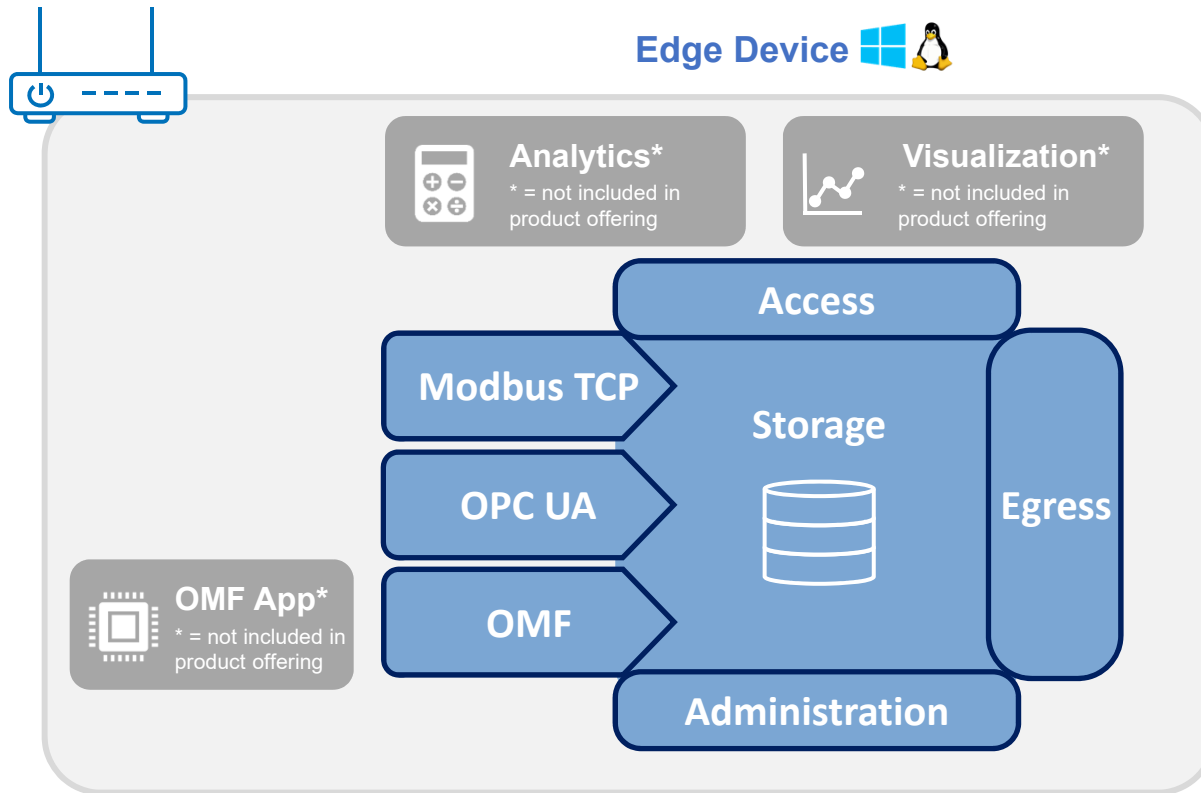 Edge Device
Analytics*
* = not included in
product offering
Visualization*
* = not included in
product offering
Access
Modbus TCP
Storage
OPC UA
Egress
OMF App*
* = not included in
product offering
OMF
Administration